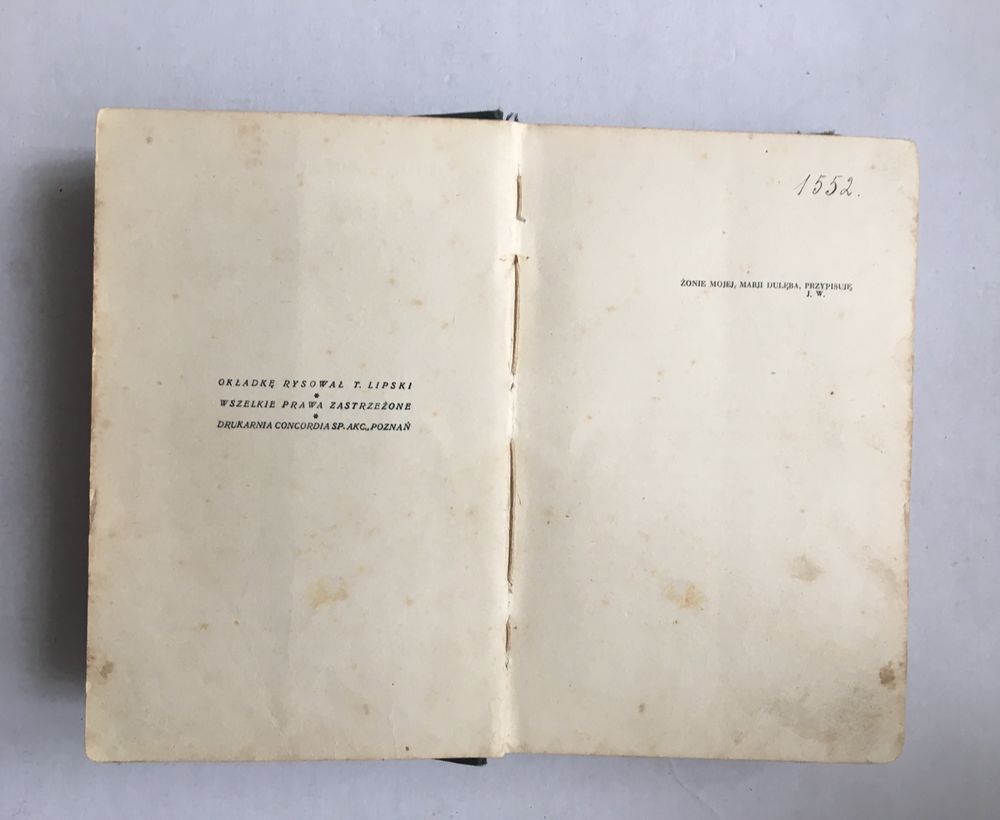 OKŁADKĘ RYSOWAŁ T. LIPSKI
*
WSZELKIE PRAWA ZASTRZEŻONE
*
DRUKARNIA CONCORDIA SP. AKC., POZNAŃ
1552.
ŻONIE MOJEJ, MARJI DULĘBA, PRZYPISUJĘ
J. W.